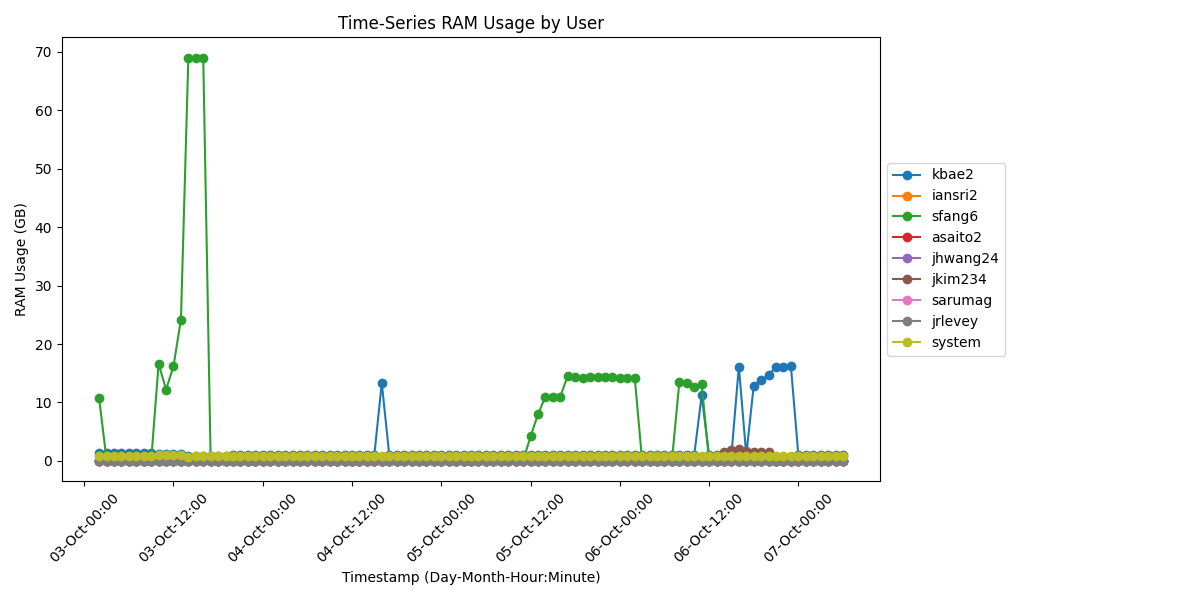 Time-Series RAM Usage by User
70
60
50
40
30
20
10
0
RAM Usage (GB)
03-Oct-00:00
03-Oct-12:00
04-Oct-00:00
04-Oct-12:00
05-Oct-00:00
05-Oct-12:00
06-Oct-00:00
06-Oct-12:00
07-Oct-00:00
Timestamp (Day-Month-Hour:Minute)
kbae2
iansri2
sfang6
asaito2
jhwang24
jkim234
sarumag
jrlevey
system